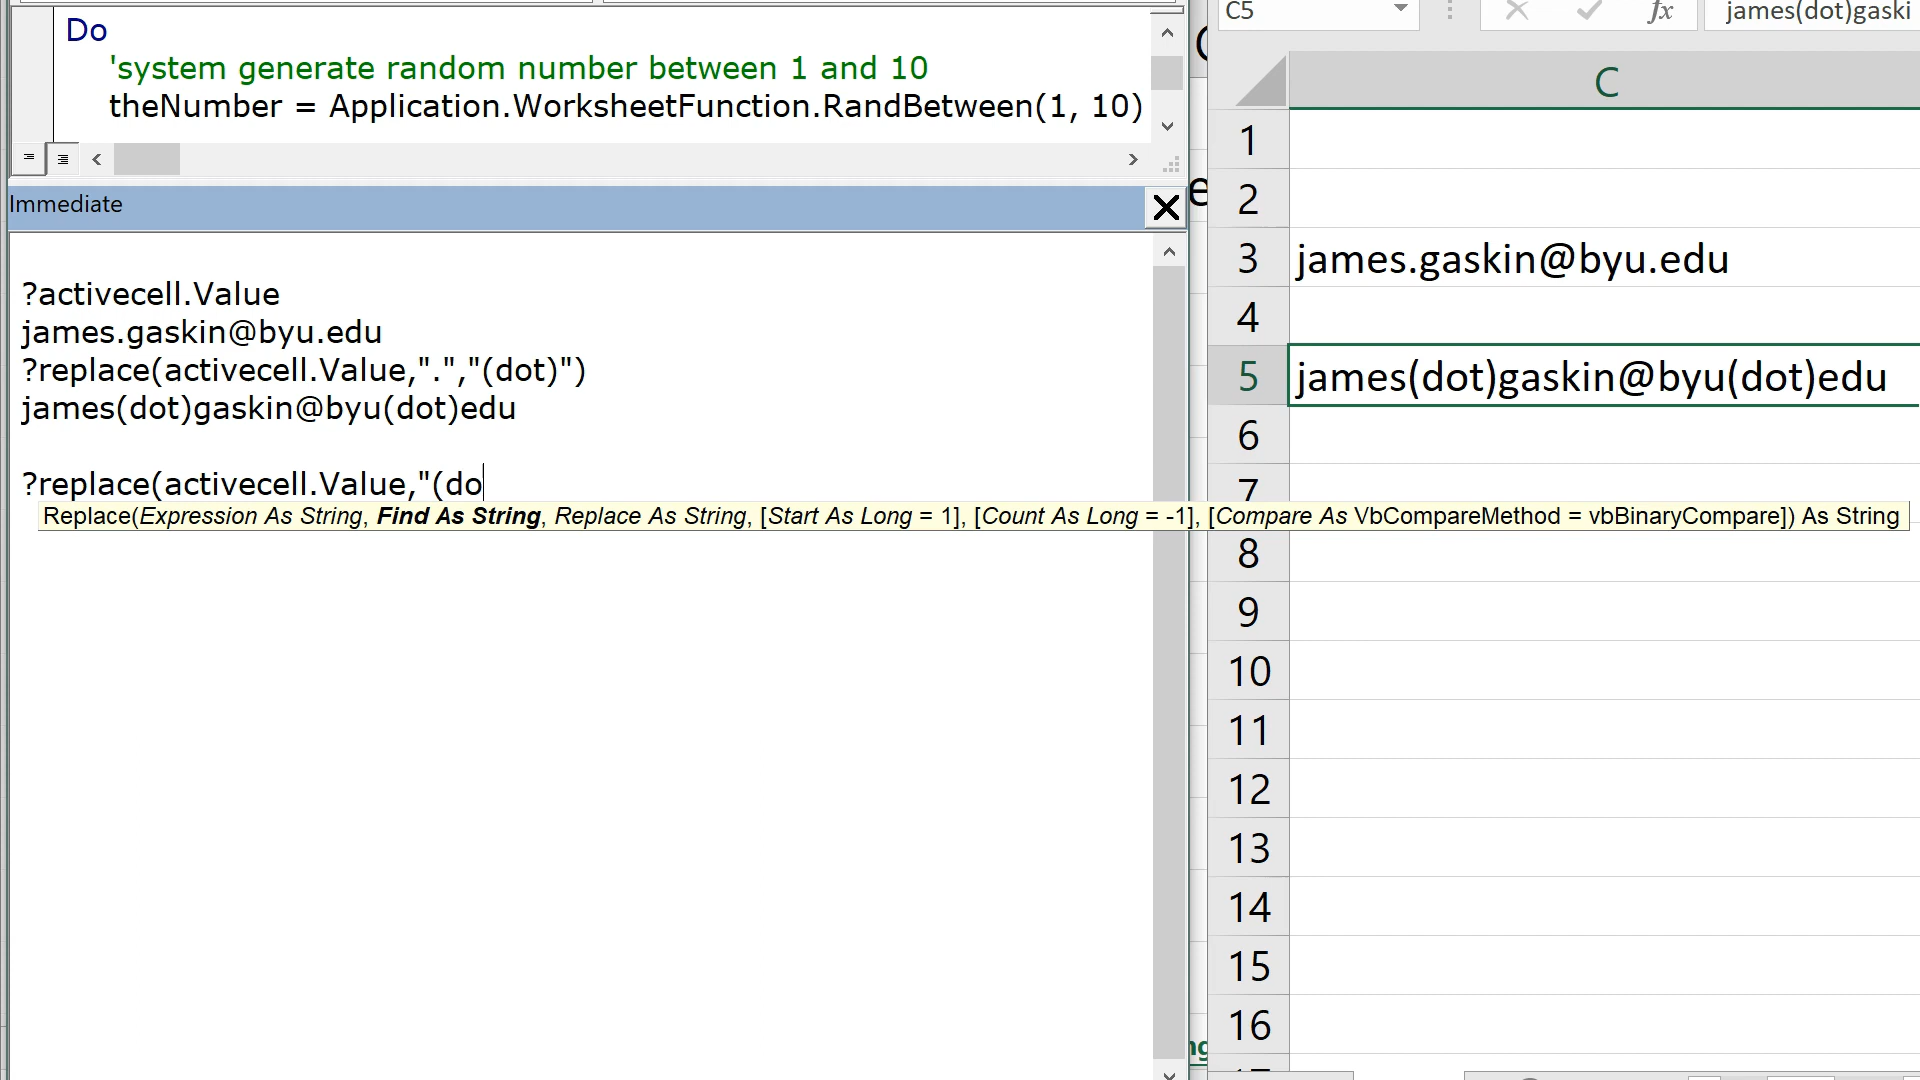 Do
'system generate random number between 1 and 10
theNumber = Application.WorksheetFunction.RandBetween(1, 10)
Immediate
?activecell.Value
james.gaskin@byu.edu
?replace(activecell.Value,".","(dot)")
james(dot)gaskin@byu(dot)edu
?replace(activecell.Value,"(do
Replace(Expression As String, Find As String, Replace As String, [Start As Long = 1], [Count As Long = -1], [Compare As VbCompareMethod = vbBinaryCompare]) As String
C5
fx
james(dot)gaski
C
1
2
3 james.gaskin@byu.edu
4
5 james(dot)gaskin@byu(dot)edu
6
7
8
9
10
11
12
13
14
15
16